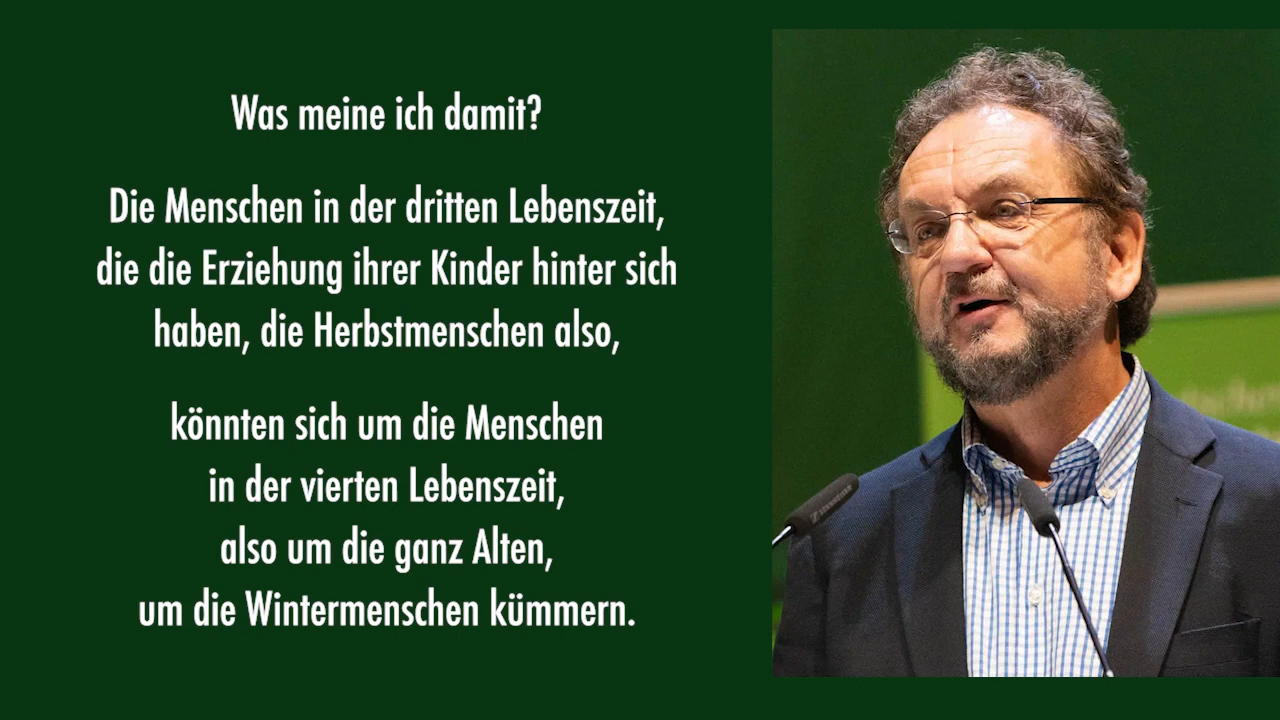 Was meine ich damit?
Die Menschen in der dritten Lebenszeit,
die die Erziehung ihrer Kinder hinter sich
haben, die Herbstmenschen also,
könnten sich um die Menschen
in der vierten Lebenszeit,
also um die ganz Alten,
um die Wintermenschen kümmern.